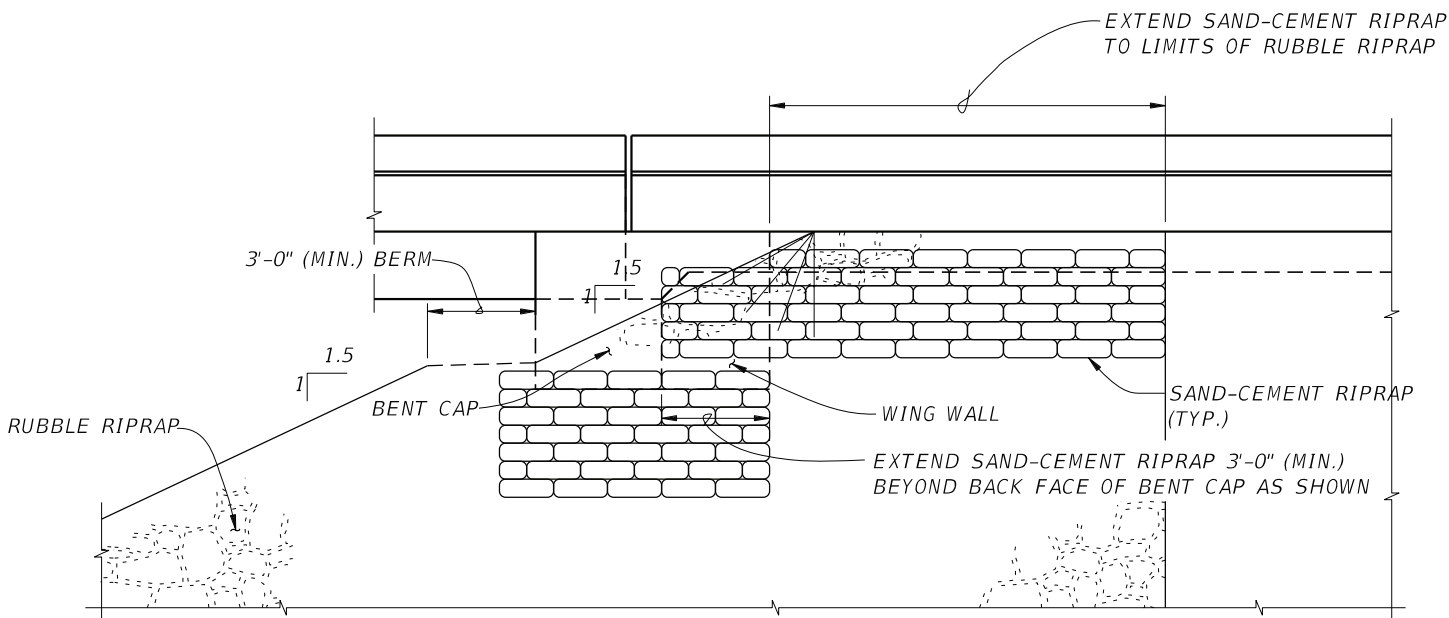 EXTEND SAND-CEMENT RIPRAP
TO LIMITS OF RUBBLE RIPRAP
3'-0" (MIN.) BERM
1.5
1
1.5
1
BENT CAP
SAND-CEMENT RIPRAP
(TYP.)
RUBBLE RIPRAP
WING WALL
EXTEND SAND-CEMENT RIPRAP 3'-0" (MIN.)
BEYOND BACK FACE OF BENT CAP AS SHOWN